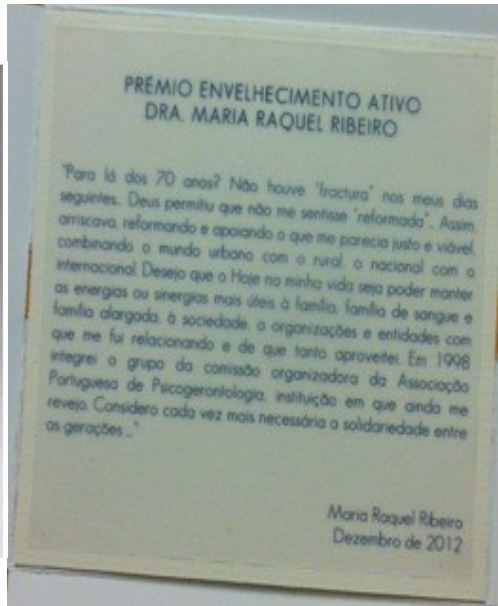 PRÉMIO ENVELHECIMENTO ATIVO
DRA. MARIA RAQUEL RIBEIRO
"Para lá dos 70 anos? Não houve "fractura" nos meus dias
seguintes... Deus permitiu que não me sentisse "reformada"... Assim,
arriscava, reformando e apoiando o que me parecia justo e viável,
combinando o mundo urbano com o rural, o nacional com o
internacional. Desejo que o Hoje na minha vida seja poder manter
as energias ou sinergias mais úteis à família, família de sangue e
família alargada, à sociedade, a organizações e entidades com
que me fui relacionando e de que tanto aproveitei. Em 1998
integrei o grupo da comissão organizadora da Associação
Portuguesa de Psicogerontologia, instituição em que ainda me
revejo. Considero cada vez mais necessária a solidariedade entre
as gerações ..."
Maria Raquel Ribeiro
Dezembro de 2012